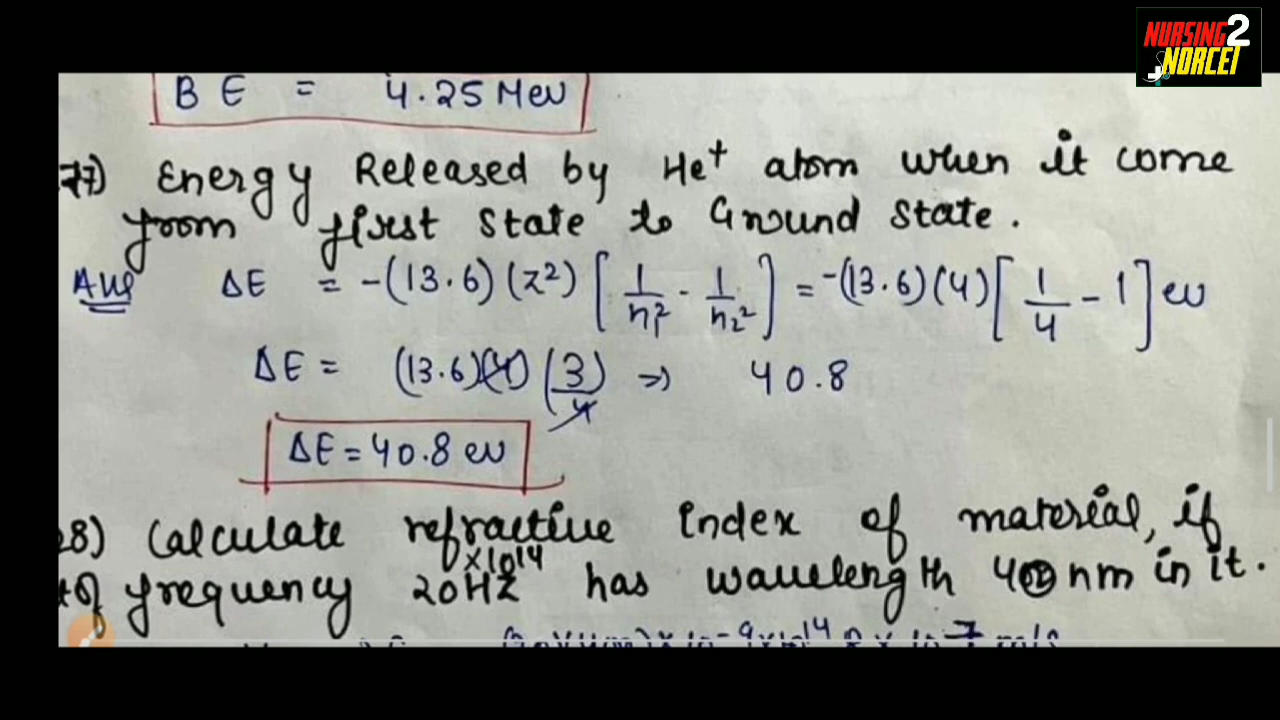 NURSING 2
NORCET
B E = 4.25 Mev
77) Energy Released by He+ atom when it come
from first state to Ground state.
Ans ΔE = -(13.6)(z²) [1/n₁² - 1/n₂²] = -(13.6)(4)[1/4 - 1] ev
ΔE = (13.6)(4)(3/4) ⇒ 40.8
ΔE = 40.8 ev
28) Calculate refractive index of material, if
of frequency 20 ×10¹⁴ HZ has wavelength 400 nm in it.